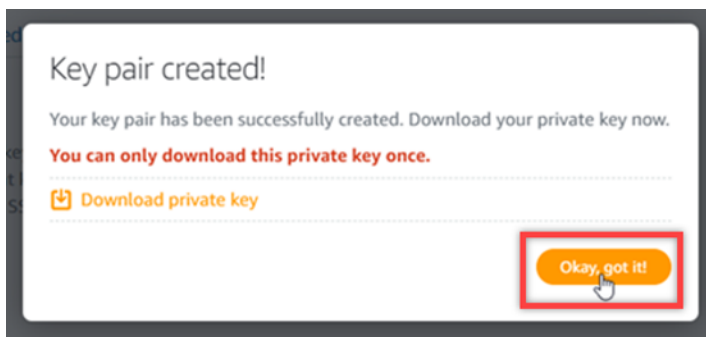 Key pair created!
Your key pair has been successfully created. Download your private key now.
You can only download this private key once.
Download private key
Okay, got it!